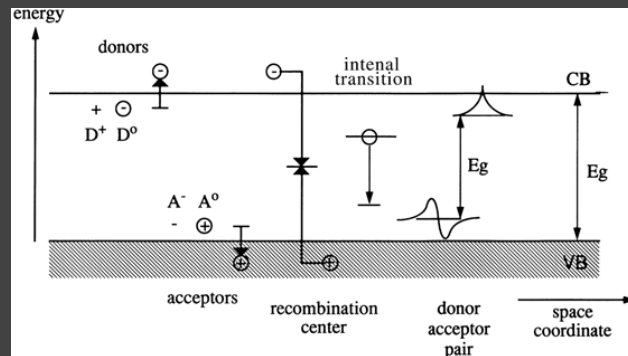 energy
donors
intenal
transition
CB
+ ⊖
D⁺ D⁰
Eg
Eg
A⁻ A⁰
- ⊕
VB
acceptors
recombination
center
donor
acceptor
pair
space
coordinate